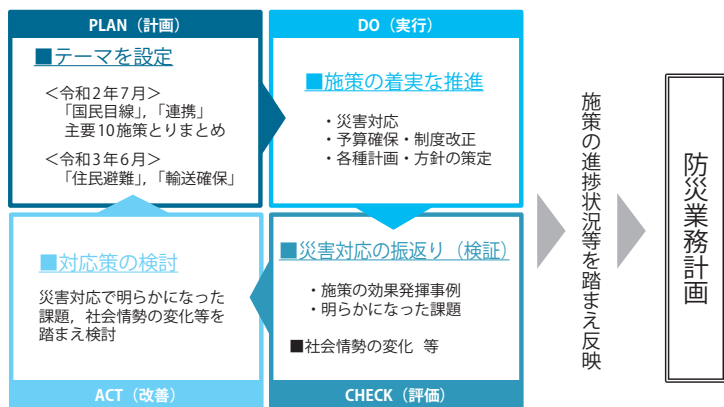 PLAN（計画）
■テーマを設定
＜令和2年7月＞
「国民目線」，「連携」
主要10施策とりまとめ
＜令和3年6月＞
「住民避難」，「輸送確保」
DO（実行）
■施策の着実な推進
・災害対応
・予算確保・制度改正
・各種計画・方針の策定
■対応策の検討
災害対応で明らかになった
課題，社会情勢の変化等を
踏まえ検討
ACT（改善）
■災害対応の振返り（検証）
・施策の効果発揮事例
・明らかになった課題
■社会情勢の変化 等
CHECK（評価）
施策の進捗状況等を踏まえ反映
防災業務計画